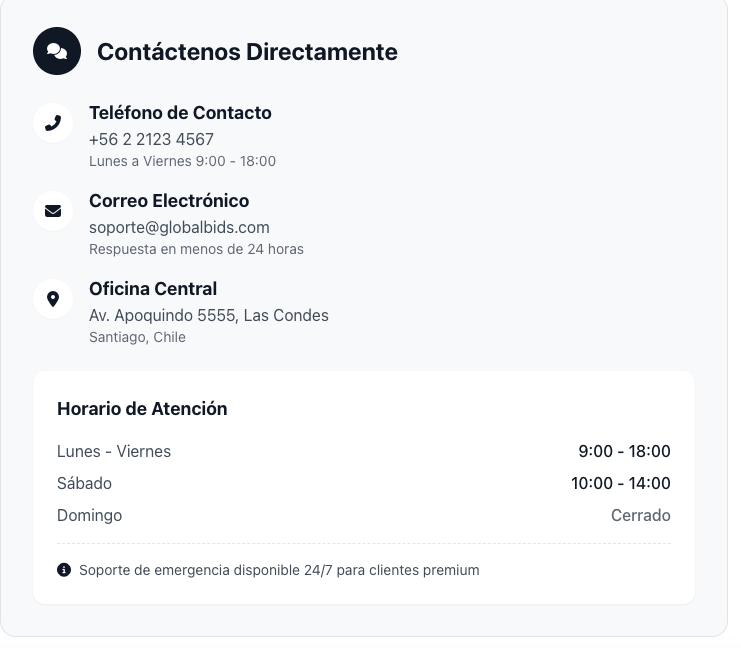 Contáctenos Directamente
Teléfono de Contacto
+56 2 2123 4567
Lunes a Viernes 9:00 - 18:00
Correo Electrónico
soporte@globalbids.com
Respuesta en menos de 24 horas
Oficina Central
Av. Apoquindo 5555, Las Condes
Santiago, Chile
Horario de Atención
Lunes - Viernes 9:00 - 18:00
Sábado 10:00 - 14:00
Domingo Cerrado
Soporte de emergencia disponible 24/7 para clientes premium